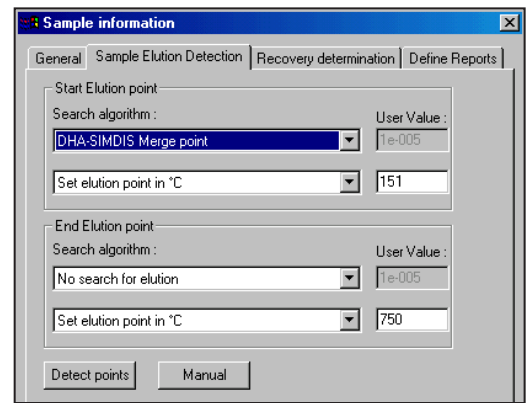 Sample information
General Sample Elution Detection Recovery determination Define Reports
Start Elution point
Search algorithm : User Value :
DHA-SIMDIS Merge point 1e-005
Set elution point in °C 151
End Elution point
Search algorithm : User Value :
No search for elution 1e-005
Set elution point in °C 750
Detect points Manual